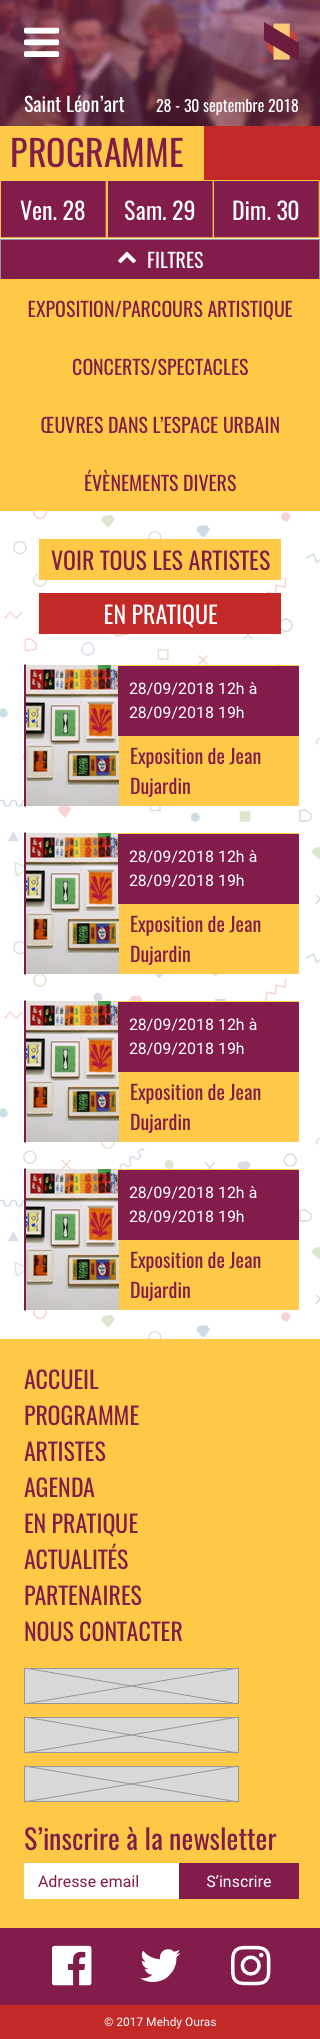 Saint Léon’art
28 - 30 septembre 2018
PROGRAMME
Ven. 28
Sam. 29
Dim. 30
FILTRES
EXPOSITION/PARCOURS ARTISTIQUE
CONCERTS/SPECTACLES
ŒUVRES DANS L’ESPACE URBAIN
ÉVÈNEMENTS DIVERS
VOIR TOUS LES ARTISTES
EN PRATIQUE
28/09/2018 12h à
28/09/2018 19h
Exposition de Jean
Dujardin
28/09/2018 12h à
28/09/2018 19h
Exposition de Jean
Dujardin
28/09/2018 12h à
28/09/2018 19h
Exposition de Jean
Dujardin
28/09/2018 12h à
28/09/2018 19h
Exposition de Jean
Dujardin
ACCUEIL
PROGRAMME
ARTISTES
AGENDA
EN PRATIQUE
ACTUALITÉS
PARTENAIRES
NOUS CONTACTER
S’inscrire à la newsletter
Adresse email
S’inscrire
© 2017 Mehdy Ouras